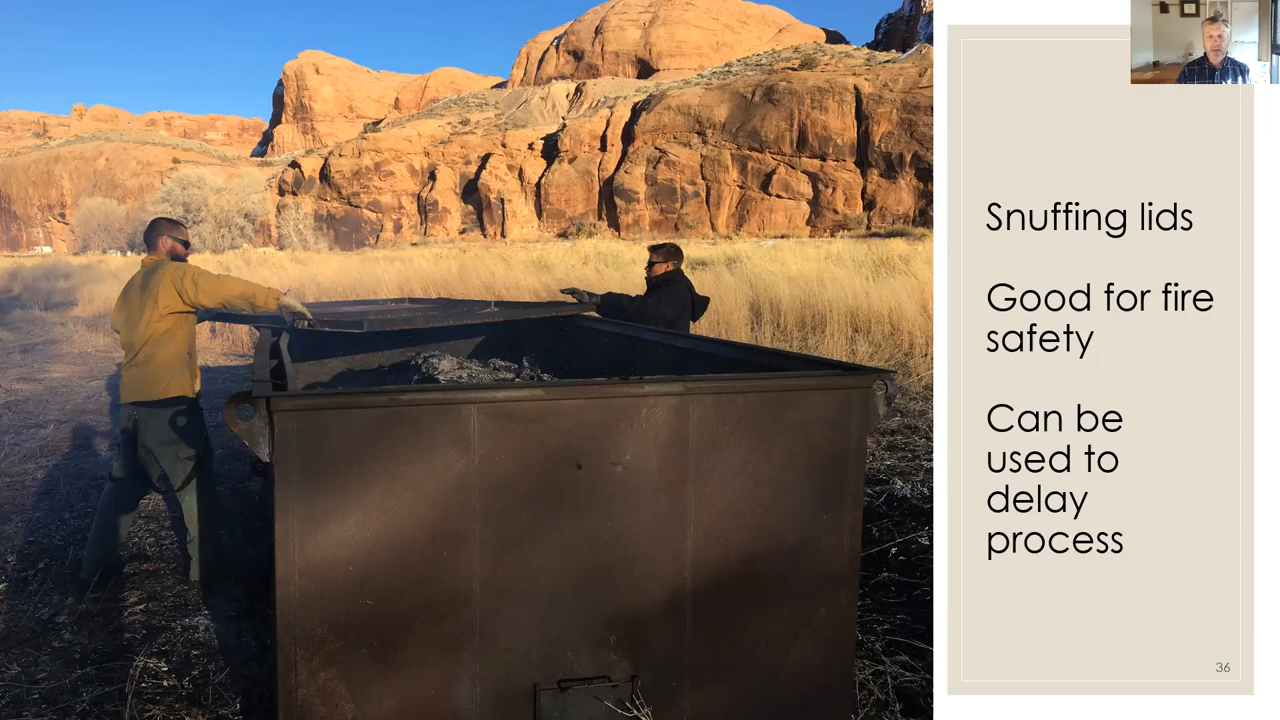 Snuffing lids
Good for fire
safety
Can be
used to
delay
process
36